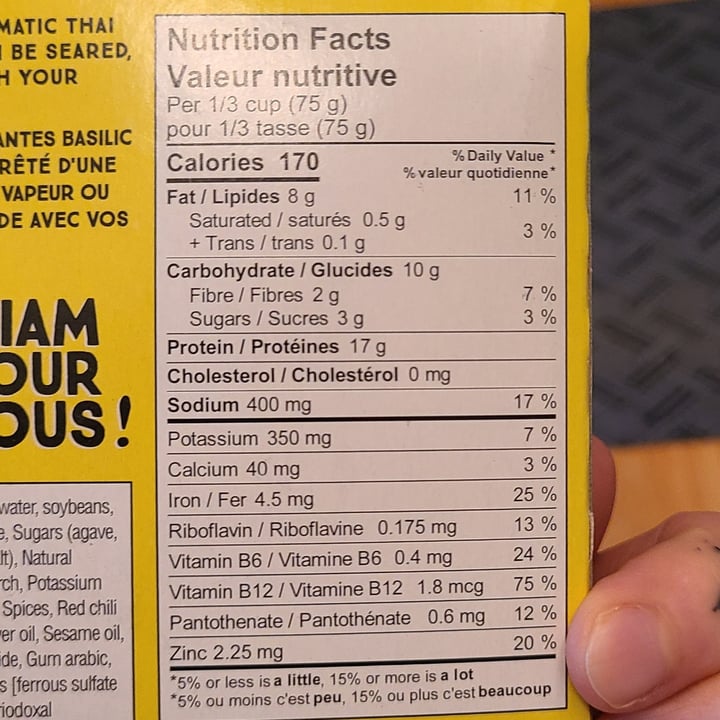 MATIC THAI
BE SEARED,
H YOUR
ANTES BASILIC
RÊTÉ D'UNE
VAPEUR OU
DE AVEC VOS
IAM
OUR
OUS!
water, soybeans,
e, Sugars (agave,
lt), Natural
rch, Potassium
Spices, Red chili
er oil, Sesame oil,
ide, Gum arabic,
s [ferrous sulfate
riodoxal
Nutrition Facts
Valeur nutritive
Per 1/3 cup (75 g)
pour 1/3 tasse (75 g)
Calories 170
% Daily Value *
% valeur quotidienne*
Fat / Lipides 8 g 11 %
Saturated / saturés 0.5 g
+ Trans / trans 0.1 g
3 %
Carbohydrate / Glucides 10 g
Fibre / Fibres 2 g 7 %
Sugars / Sucres 3 g 3 %
Protein / Protéines 17 g
Cholesterol / Cholestérol 0 mg
Sodium 400 mg 17 %
Potassium 350 mg 7 %
Calcium 40 mg 3 %
Iron / Fer 4.5 mg 25 %
Riboflavin / Riboflavine 0.175 mg 13 %
Vitamin B6 / Vitamine B6 0.4 mg 24 %
Vitamin B12 / Vitamine B12 1.8 mcg 75 %
Pantothenate / Pantothénate 0.6 mg 12 %
Zinc 2.25 mg 20 %
*5% or less is a little, 15% or more is a lot
*5% ou moins c'est peu, 15% ou plus c'est beaucoup